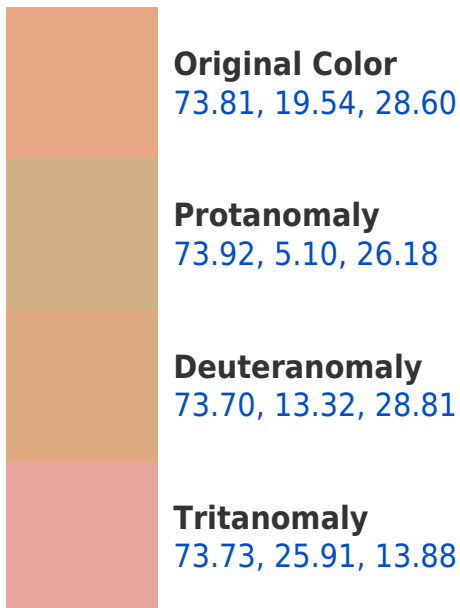 Original Color
73.81, 19.54, 28.60
Protanomaly
73.92, 5.10, 26.18
Deuteranomaly
73.70, 13.32, 28.81
Tritanomaly
73.73, 25.91, 13.88